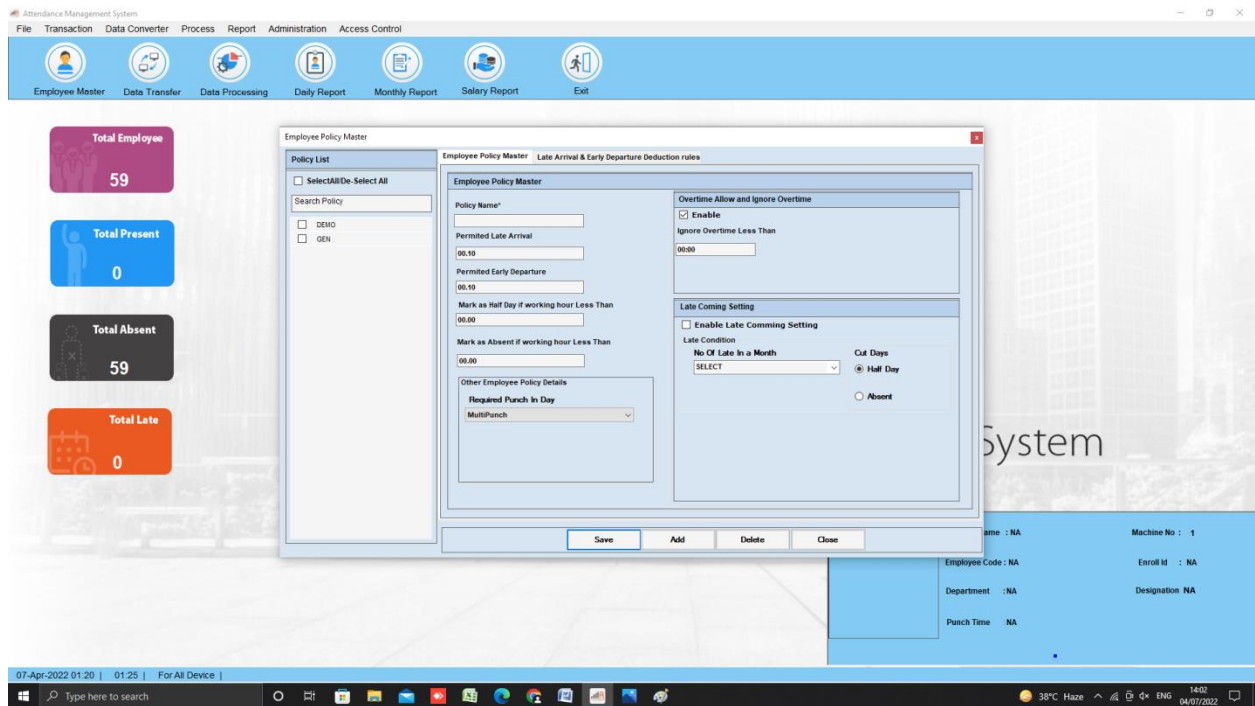 Attendance Management System
File Transaction Data Converter Process Report Administration Access Control
Employee Master Data Transfer Data Processing Daily Report Monthly Report Salary Report Exit
Total Employee
59
Total Present
0
Total Absent
59
Total Late
0
Employee Policy Master
x
Policy List
SelectAll/De-Select All
Search Policy
DEMO
GEN
Employee Policy Master Late Arrival & Early Departure Deduction rules
Employee Policy Master
Policy Name*
Permited Late Arrival
00.10
Permited Early Departure
00.10
Mark as Half Day if working hour Less Than
00.00
Mark as Absent if working hour Less Than
00.00
Other Employee Policy Details
Required Punch In Day
MultiPunch
Overtime Allow and Ignore Overtime
Enable
Ignore Overtime Less Than
00:00
Late Coming Setting
Enable Late Comming Setting
Late Condition
No Of Late In a Month Cut Days
SELECT Half Day
Absent
Save Add Delete Close
System
ame : NA Machine No : 1
Employee Code : NA Enroll Id : NA
Department : NA Designation NA
Punch Time NA
07-Apr-2022 01:20 | 01:25 | For All Device |
Type here to search
38°C Haze ENG 14:02
04/07/2022